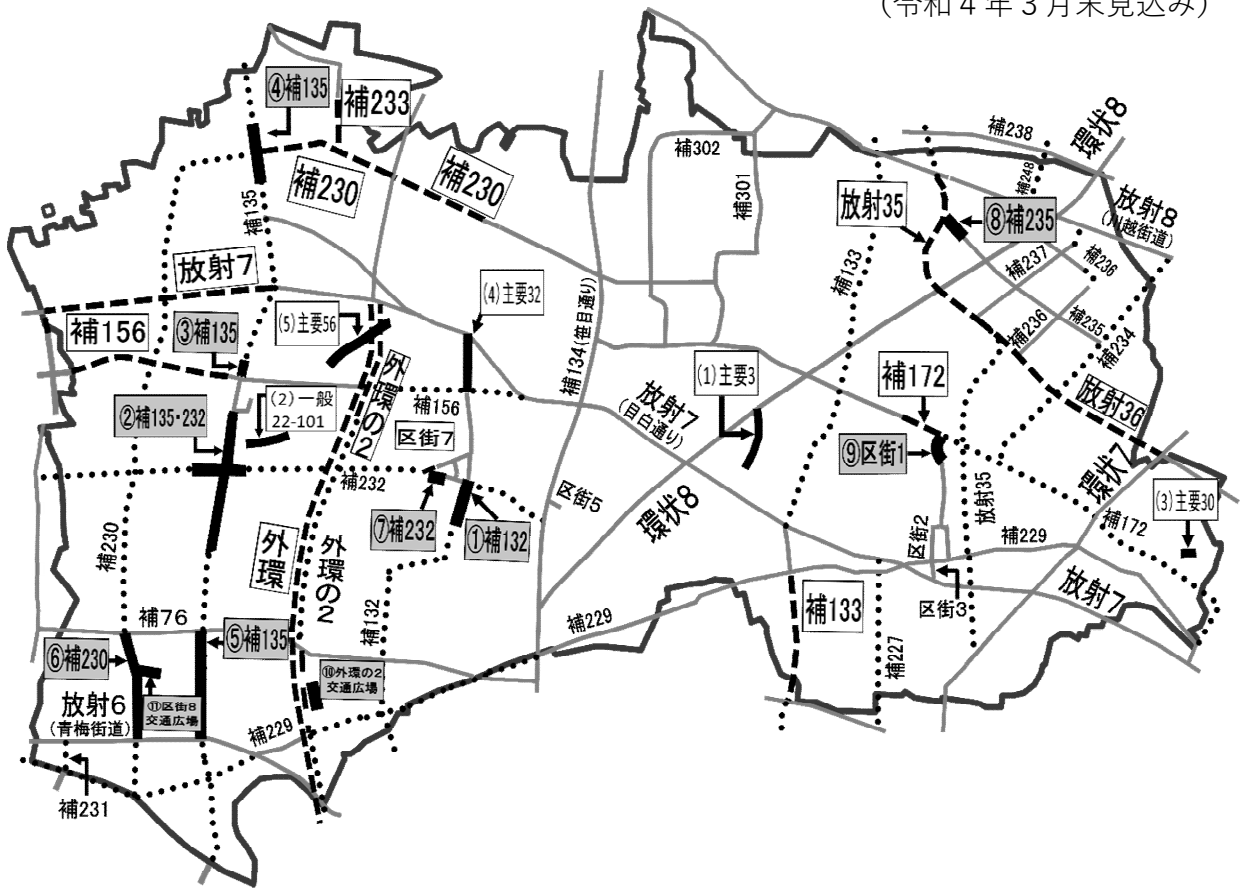 (令和4年3月末見込み)
④補135
補233
補238
環状8
補302
補248
補230
補230
補135
補301
放射35
⑧補235
放射8
(川越街道)
放射7
補133
補237
補236
(4)主要32
補156
③補135
(5)主要56
補134(笹目通り)
補236
補235
補234
外環の2
(1)主要3
補172
放射36
②補135・232
(2)一般
22-101
補156
区街7
放射7
(目白通り)
⑨区街1
環状7
補232
区街5
環状8
放射35
(3)主要30
⑦補232
①補132
区街2
補229
補172
補230
外環
外環の2
補132
放射7
区街3
補76
補229
補133
⑤補135
補227
⑥補230
⑩外環の2
交通広場
⑪区街8
交通広場
放射6
(青梅街道)
補229
補231